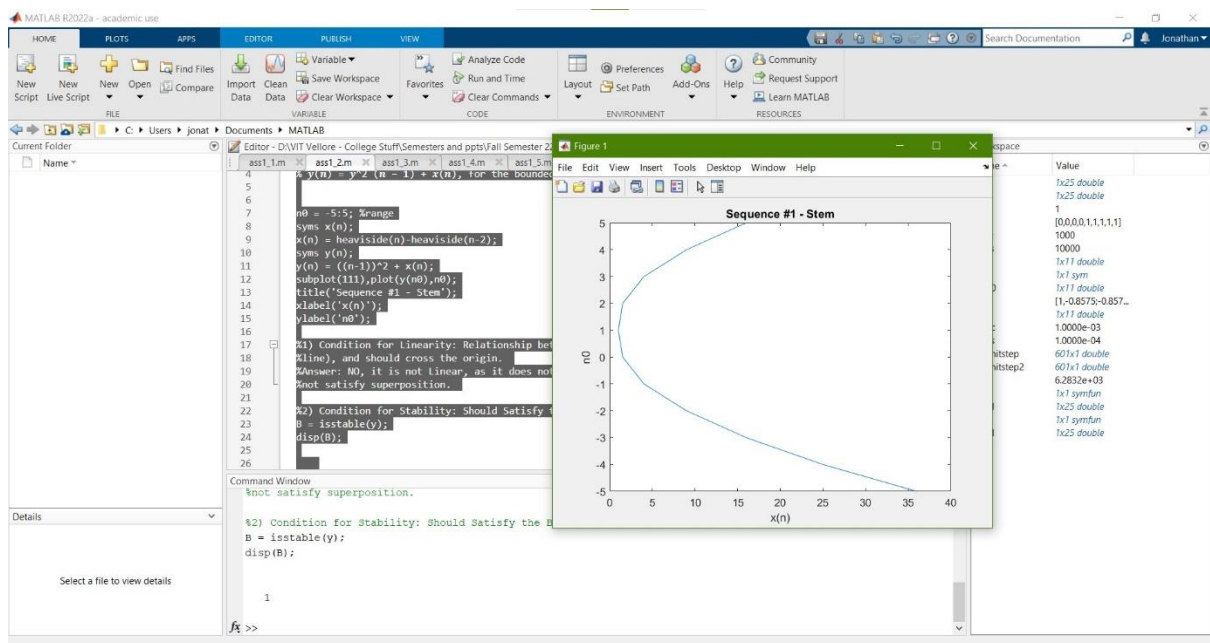 MATLAB R2022a - academic use
HOME PLOTS APPS EDITOR PUBLISH VIEW Search Documentation Jonathan
New Script
New Live Script
New
Open
Find Files
Compare
Import Data
Clean Data
Variable
Save Workspace
Clear Workspace
Favorites
Analyze Code
Run and Time
Clear Commands
Layout
Preferences
Set Path
Add-Ons
Help
Community
Request Support
Learn MATLAB
FILE VARIABLE CODE ENVIRONMENT RESOURCES
C: Users jonat Documents MATLAB
Current Folder
Name
Details
Select a file to view details
Editor - D:\VIT Vellore - College Stuff\Semesters and ppts\Fall Semester 22
ass1_1.m ass1_2.m ass1_3.m ass1_4.m ass1_5.m
4 % y(n) = y^2 (n - 1) + x(n), for the bounded
5
6
7 n0 = -5:5; %range
8 syms x(n);
9 x(n) = heaviside(n)-heaviside(n-2);
10 syms y(n);
11 y(n) = ((n-1))^2 + x(n);
12 subplot(111),plot(y(n0),n0);
13 title('Sequence #1 - Stem');
14 xlabel('x(n)');
15 ylabel('n0');
16
17 %1) Condition for Linearity: Relationship bet
18 %line), and should cross the origin.
19 %Answer: NO, it is not Linear, as it does not
20 %not satisfy superposition.
21
22 %2) Condition for Stability: Should Satisfy t
23 B = isstable(y);
24 disp(B);
25
26
Command Window
%not satisfy superposition.
%2) Condition for Stability: Should Satisfy the B
B = isstable(y);
disp(B);
1
fx >>
Figure 1
File Edit View Insert Tools Desktop Window Help
Sequence #1 - Stem
5
4
3
2
1
0
-1
-2
-3
-4
-5
n0
0 5 10 15 20 25 30 35 40
x(n)
Value
1x25 double
1x25 double
1
[0,0,0,0,1,1,1,1,1]
1000
10000
1x11 double
1x1 sym
1x11 double
[1,-0.8575;-0.857...
1x11 double
1.0000e-03
1.0000e-04
nitstep 601x1 double
nitstep2 601x1 double
6.2832e+03
1x1 symfun
1x25 double
1x1 symfun
1x25 double